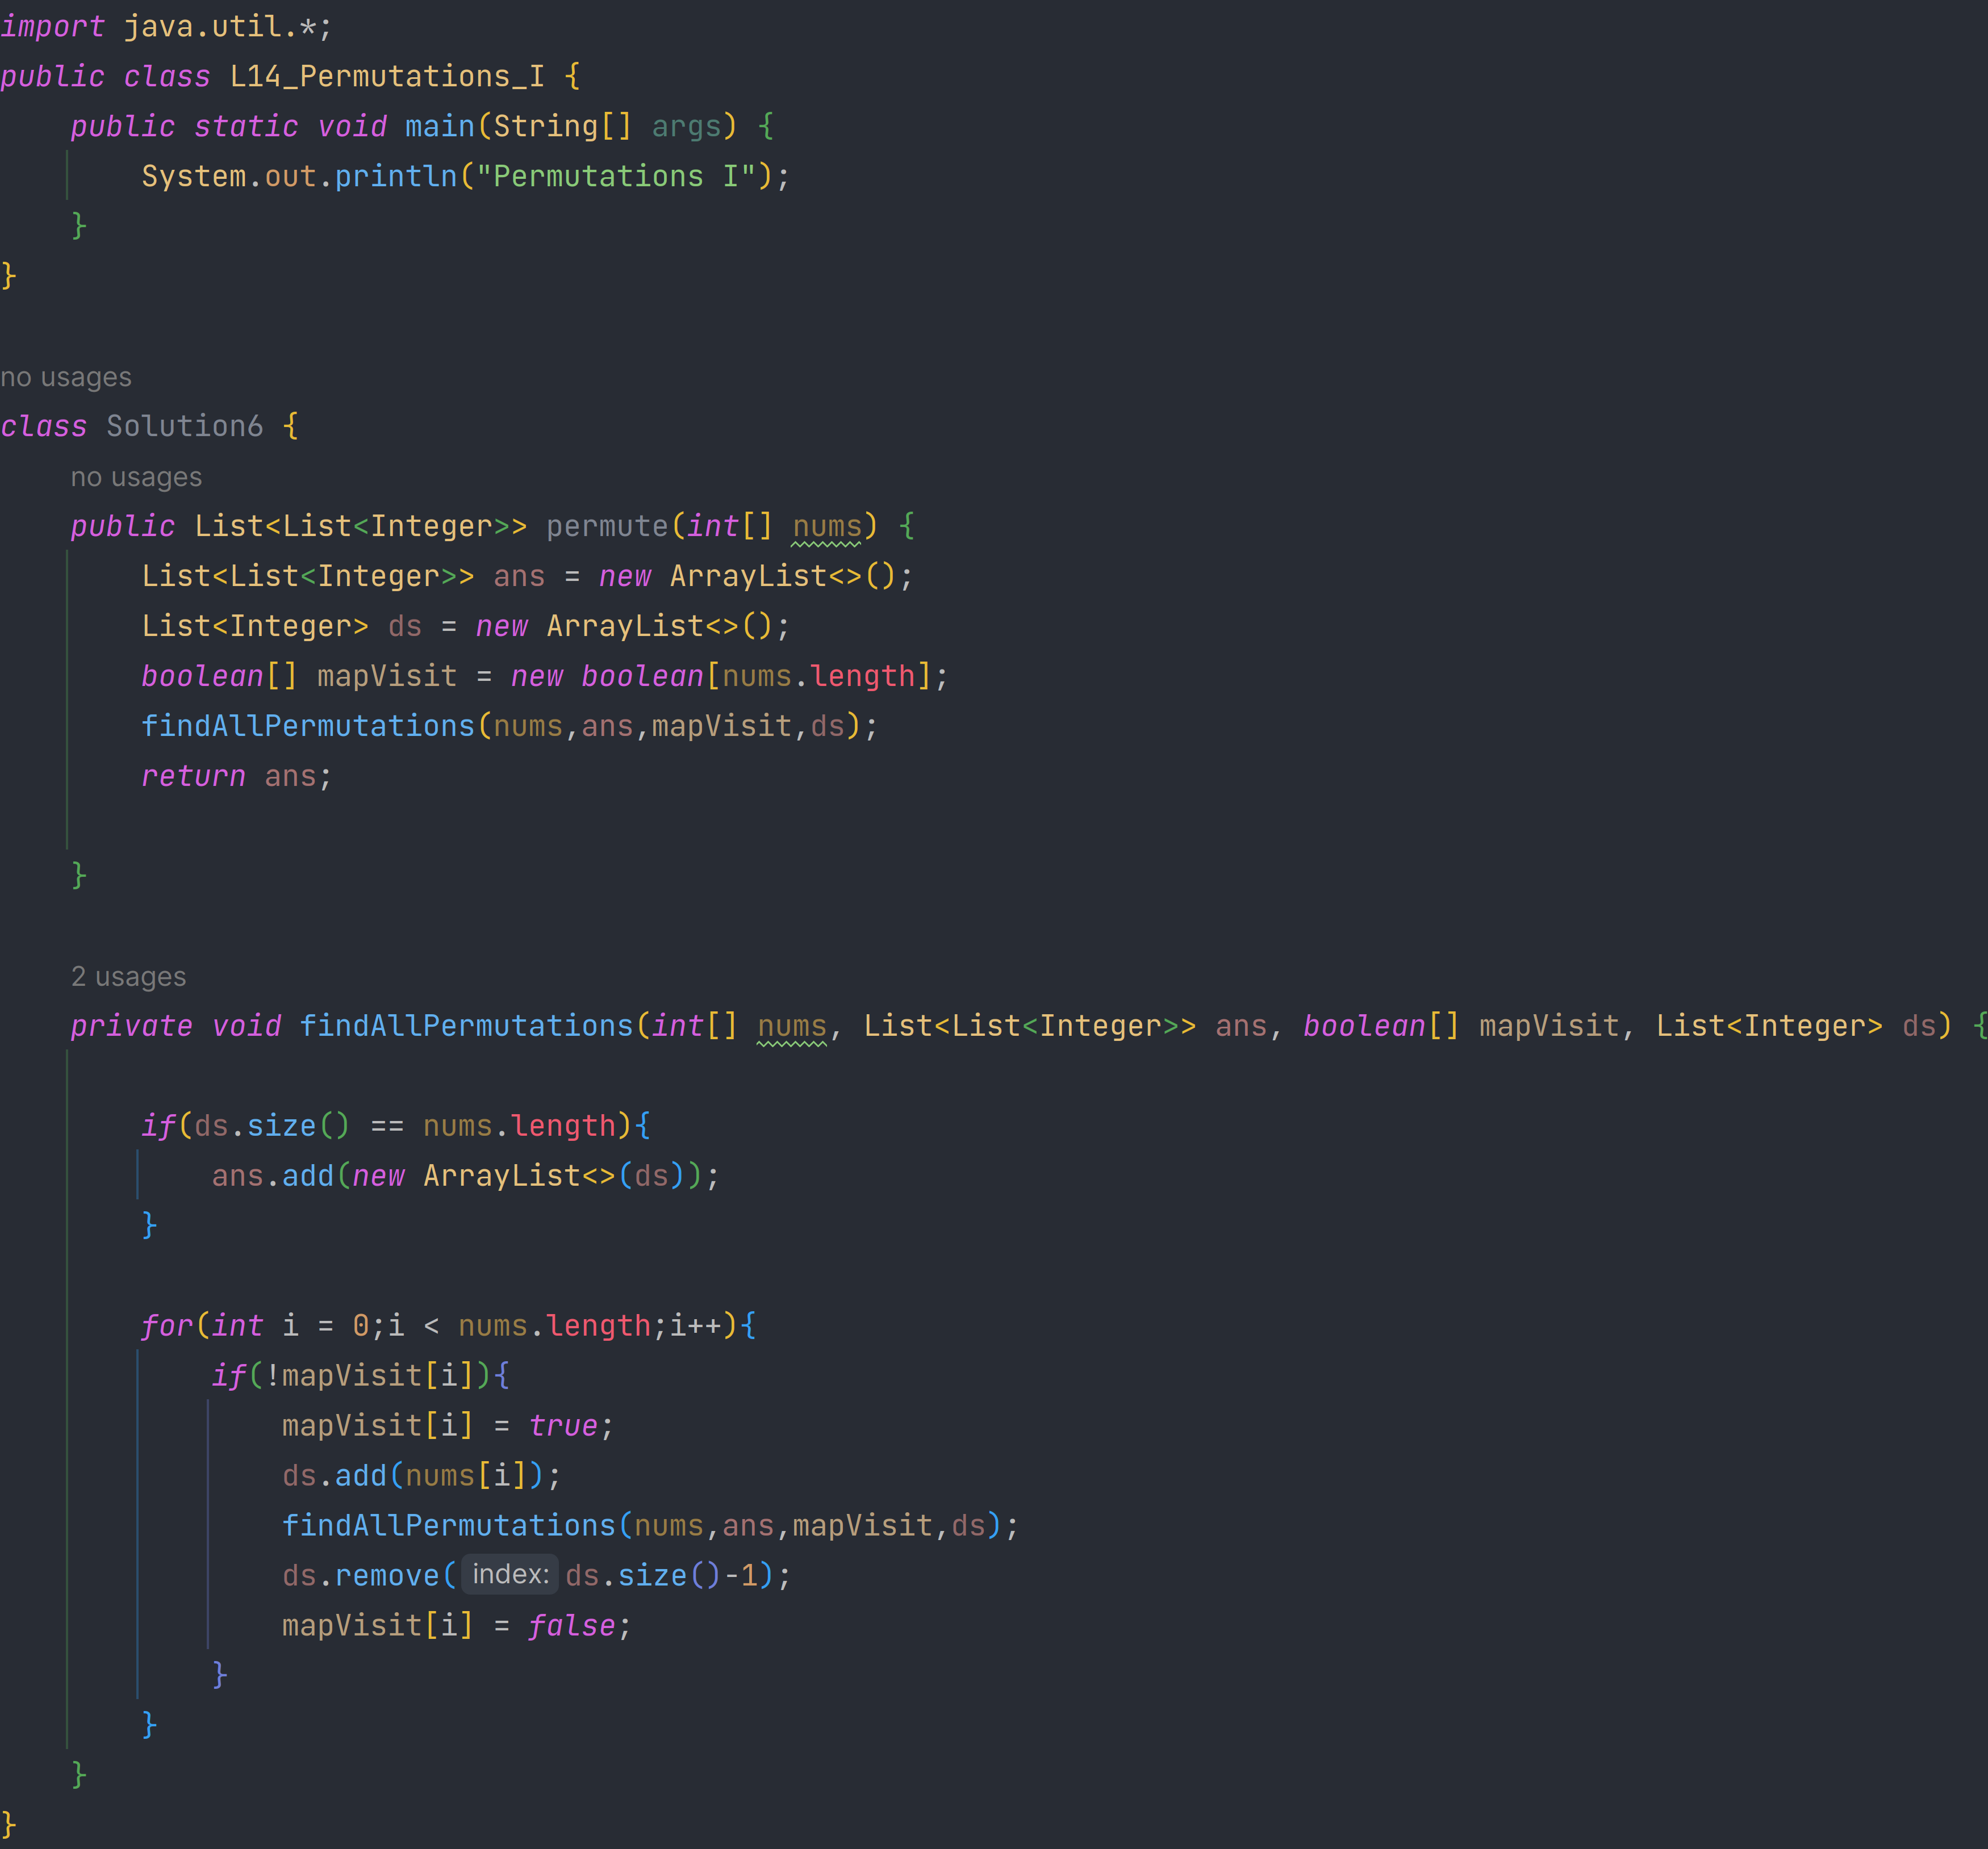 import java.util.*;
public class L14_Permutations_I {
    public static void main(String[] args) {
        System.out.println("Permutations I");
    }
}
no usages
class Solution6 {
    no usages
    public List<List<Integer>> permute(int[] nums) {
        List<List<Integer>> ans = new ArrayList<>();
        List<Integer> ds = new ArrayList<>();
        boolean[] mapVisit = new boolean[nums.length];
        findAllPermutations(nums,ans,mapVisit,ds);
        return ans;
    }
    2 usages
    private void findAllPermutations(int[] nums, List<List<Integer>> ans, boolean[] mapVisit, List<Integer> ds) {
        if(ds.size() == nums.length){
            ans.add(new ArrayList<>(ds));
        }
        for(int i = 0;i < nums.length;i++){
            if(!mapVisit[i]){
                mapVisit[i] = true;
                ds.add(nums[i]);
                findAllPermutations(nums,ans,mapVisit,ds);
                ds.remove( index: ds.size()-1);
                mapVisit[i] = false;
            }
        }
    }
}